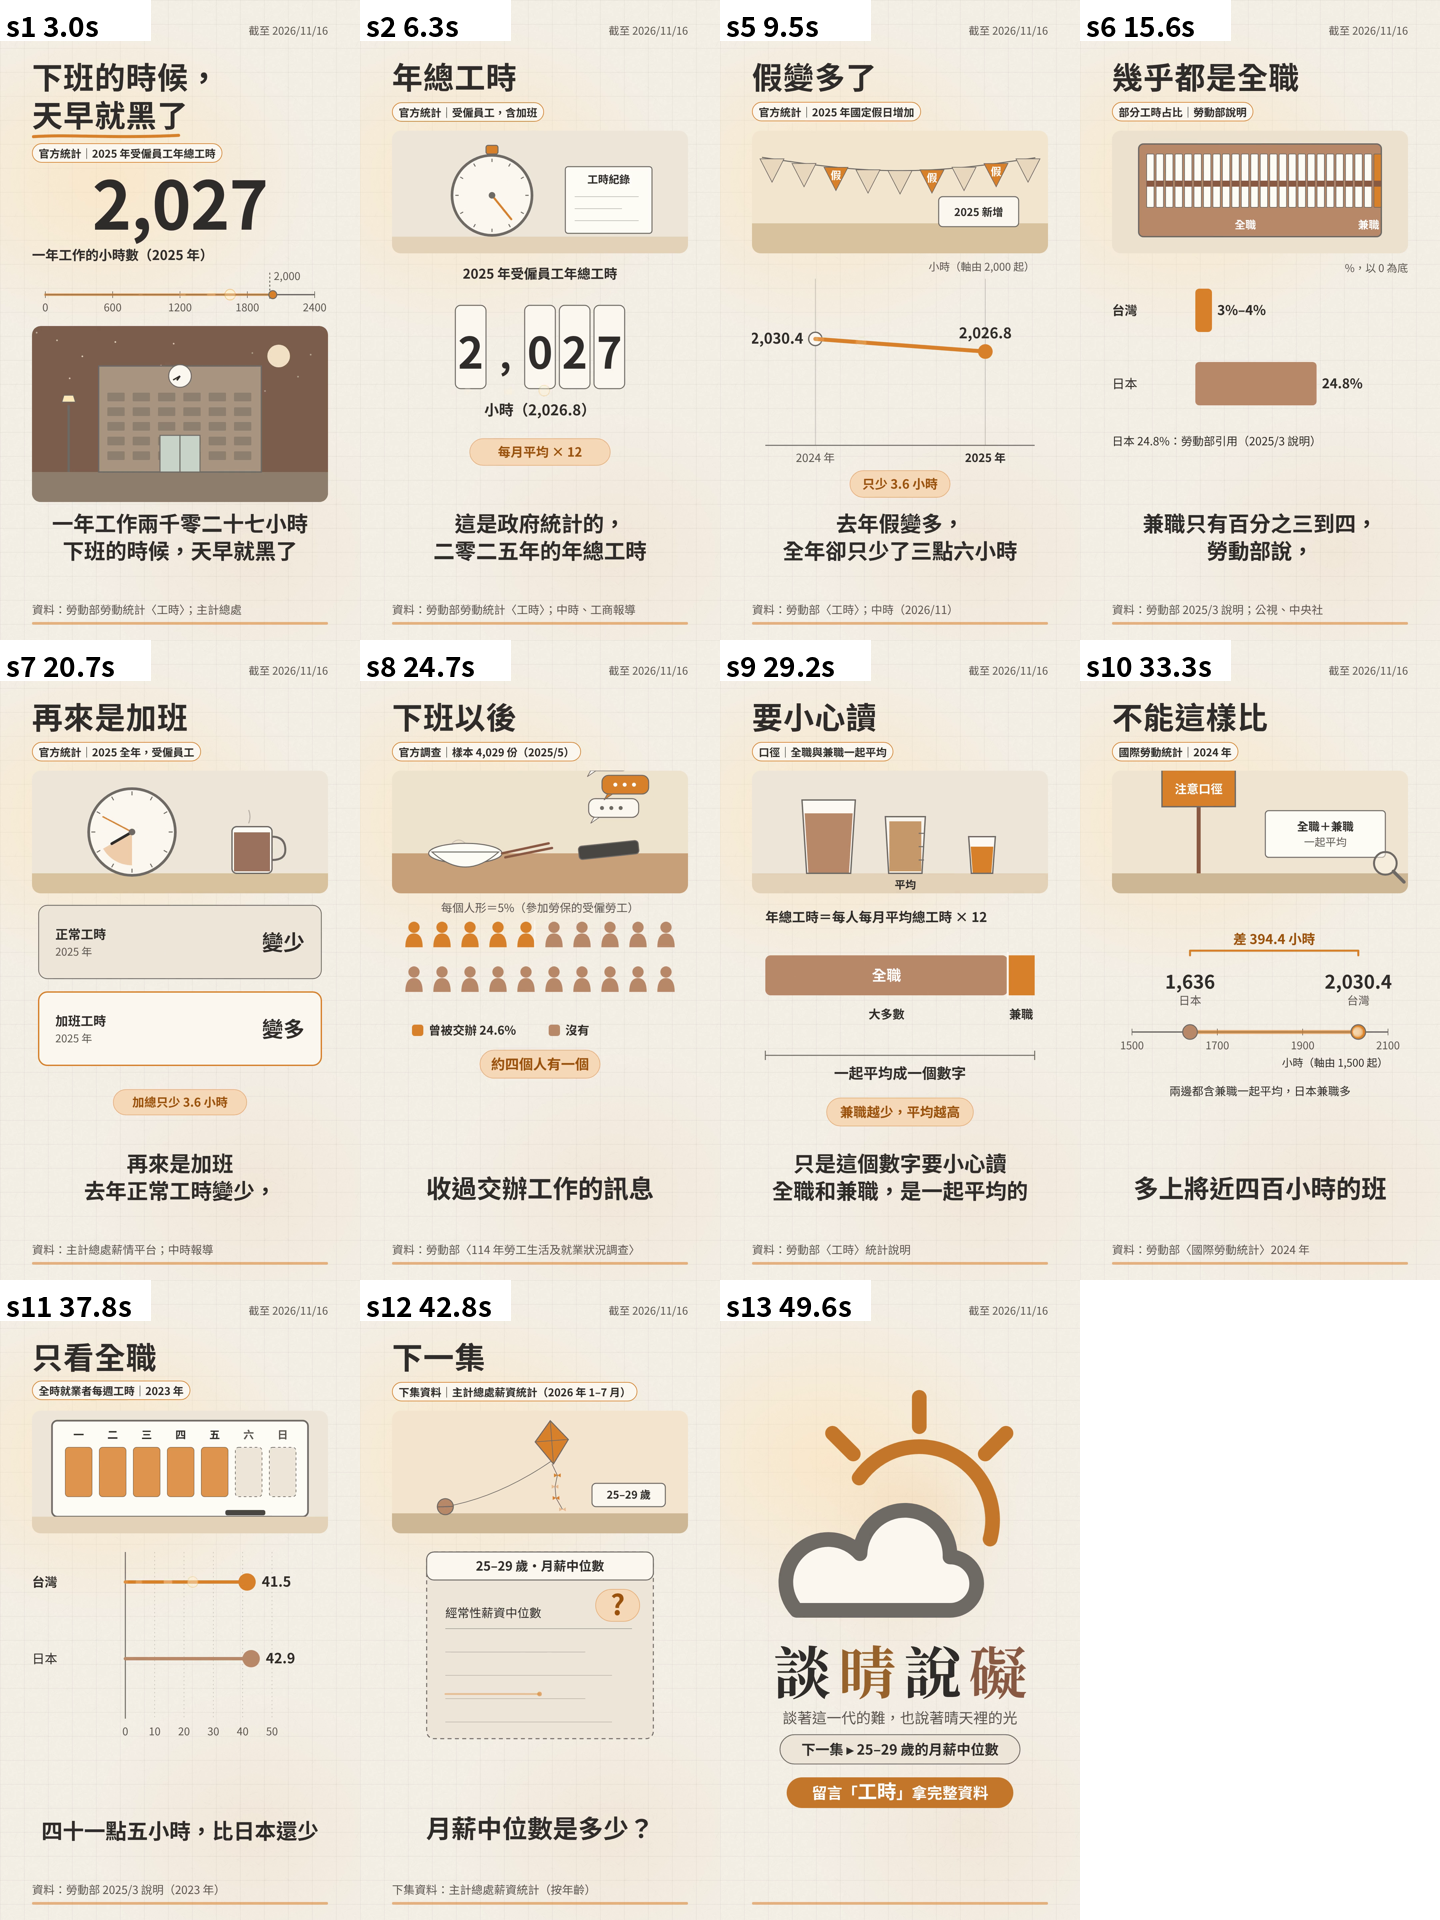 s1 3.0s
截至 2026/11/16
下班的時候，
天早就黑了
官方統計｜2025 年受僱員工年總工時
2,027
一年工作的小時數（2025 年）
2,000
0 600 1200 1800 2400
一年工作兩千零二十七小時
下班的時候，天早就黑了
資料：勞動部勞動統計〈工時〉；主計總處
s2 6.3s
截至 2026/11/16
年總工時
官方統計｜受僱員工，含加班
工時紀錄
2025 年受僱員工年總工時
2,027
小時（2,026.8）
每月平均 × 12
這是政府統計的，
二零二五年的年總工時
資料：勞動部勞動統計〈工時〉；中時、工商報導
s5 9.5s
截至 2026/11/16
假變多了
官方統計｜2025 年國定假日增加
假 假 假
2025 新增
小時（軸由 2,000 起）
2,030.4
2,026.8
2024 年 2025 年
只少 3.6 小時
去年假變多，
全年卻只少了三點六小時
資料：勞動部〈工時〉；中時（2026/11）
s6 15.6s
截至 2026/11/16
幾乎都是全職
部分工時占比｜勞動部說明
全職 兼職
%，以 0 為底
台灣 3%–4%
日本 24.8%
日本 24.8%：勞動部引用（2025/3 說明）
兼職只有百分之三到四，
勞動部說，
資料：勞動部 2025/3 說明；公視、中央社
s7 20.7s
截至 2026/11/16
再來是加班
官方統計｜2025 全年，受僱員工
正常工時
2025 年
變少
加班工時
2025 年
變多
加總只少 3.6 小時
再來是加班
去年正常工時變少，
資料：主計總處薪情平台；中時報導
s8 24.7s
截至 2026/11/16
下班以後
官方調查｜樣本 4,029 份（2025/5）
每個人形＝5%（參加勞保的受僱勞工）
曾被交辦 24.6% 沒有
約四個人有一個
收過交辦工作的訊息
資料：勞動部〈114 年勞工生活及就業狀況調查〉
s9 29.2s
截至 2026/11/16
要小心讀
口徑｜全職與兼職一起平均
平均
年總工時＝每人每月平均總工時 × 12
全職
大多數 兼職
一起平均成一個數字
兼職越少，平均越高
只是這個數字要小心讀
全職和兼職，是一起平均的
資料：勞動部〈工時〉統計說明
s10 33.3s
截至 2026/11/16
不能這樣比
國際勞動統計｜2024 年
注意口徑
全職＋兼職
一起平均
差 394.4 小時
1,636 2,030.4
日本 台灣
1500 1700 1900 2100
小時（軸由 1,500 起）
兩邊都含兼職一起平均，日本兼職多
多上將近四百小時的班
資料：勞動部〈國際勞動統計〉2024 年
s11 37.8s
截至 2026/11/16
只看全職
全時就業者每週工時｜2023 年
一 二 三 四 五 六 日
台灣 41.5
日本 42.9
0 10 20 30 40 50
四十一點五小時，比日本還少
資料：勞動部 2025/3 說明（2023 年）
s12 42.8s
截至 2026/11/16
下一集
下集資料｜主計總處薪資統計（2026 年 1–7 月）
25–29 歲
25–29 歲・月薪中位數
經常性薪資中位數
?
月薪中位數是多少？
下集資料：主計總處薪資統計（按年齡）
s13 49.6s
截至 2026/11/16
談晴說礙
談著這一代的難，也說著晴天裡的光
下一集 ▸ 25–29 歲的月薪中位數
留言「工時」拿完整資料